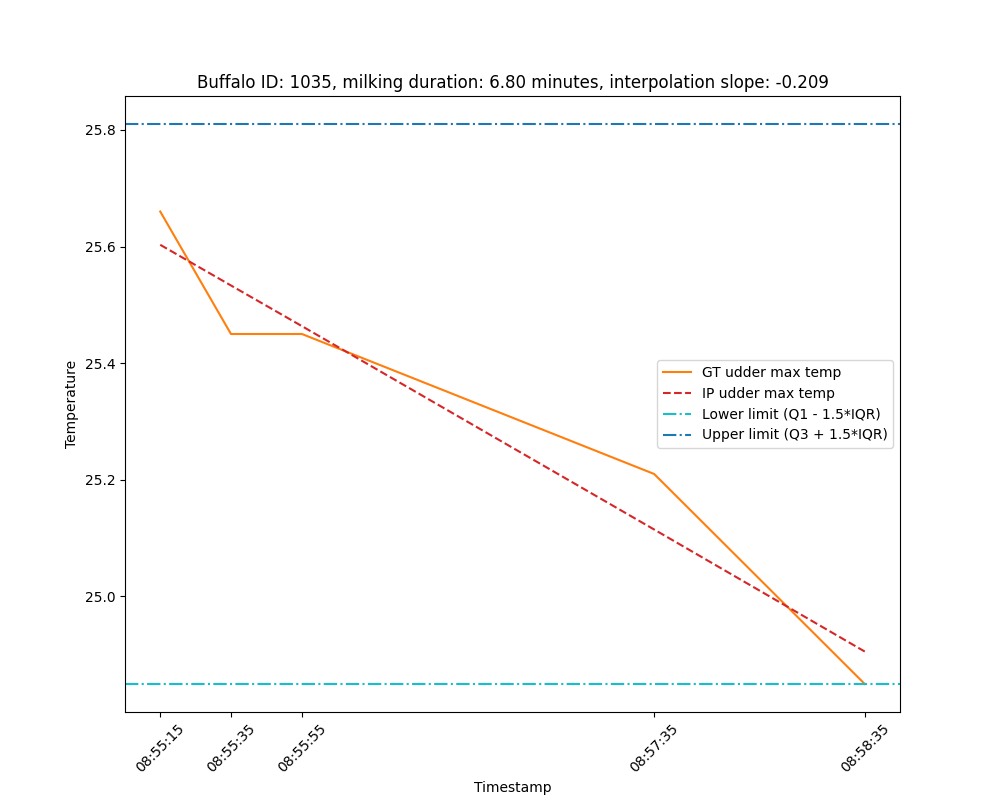 Buffalo ID: 1035, milking duration: 6.80 minutes, interpolation slope: -0.209
25.8
25.6
25.4
25.2
25.0
Temperature
GT udder max temp
IP udder max temp
Lower limit (Q1 - 1.5*IQR)
Upper limit (Q3 + 1.5*IQR)
08:55:15
08:55:35
08:55:55
08:57:35
08:58:35
Timestamp